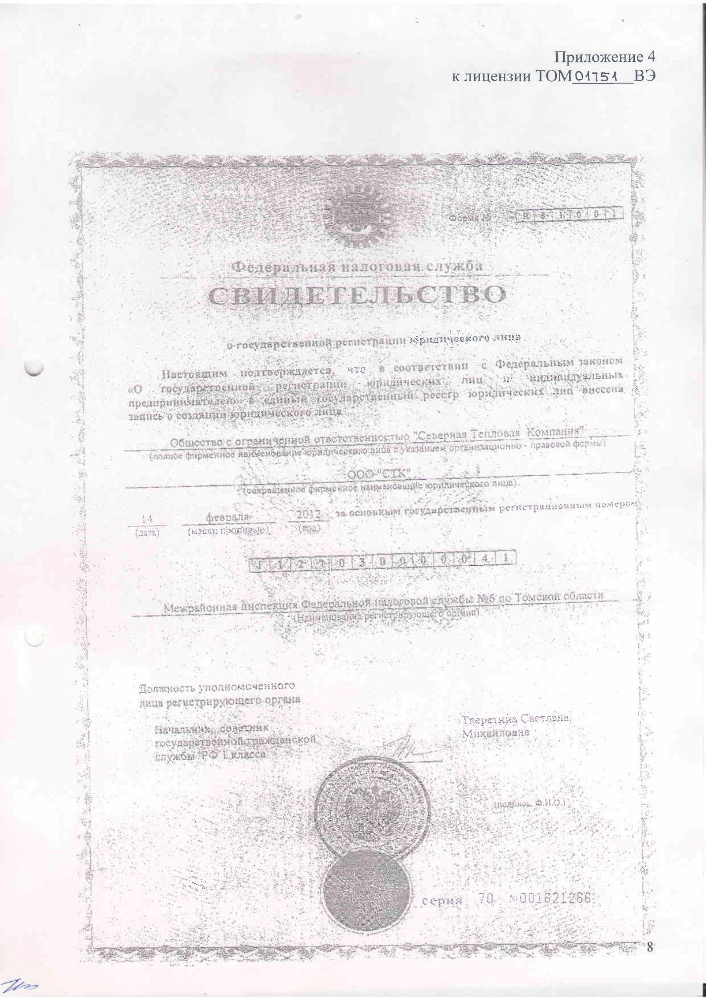 Приложение 4
к лицензии ТОМ 01751 ВЭ
Форма №
Р 5 1 0 0 1
Федеральная налоговая служба
СВИДЕТЕЛЬСТВО
о государственной регистрации юридического лица
Настоящим подтверждается, что в соответствии с Федеральным законом
«О государственной регистрации юридических лиц и индивидуальных
предпринимателей» в единый государственный реестр юридических лиц внесена
запись о создании юридического лица
Общество с ограниченной ответственностью "Северная Тепловая Компания"
(полное фирменное наименование юридического лица с указанием организационно - правовой формы)
ООО "СТК"
(сокращенное фирменное наименование юридического лица)
14 февраля 2012 за основным государственным регистрационным номером
(дата) (месяц прописью) (год)
1 1 2 7 0 3 0 0 0 0 0 4 1
Межрайонная инспекция Федеральной налоговой службы №6 по Томской области
(Наименование регистрирующего органа)
Должность уполномоченного
лица регистрирующего органа
Начальник, советник
государственной гражданской
службы РФ 1 класса
Тверетина Светлана
Михайловна
(подпись, Ф.И.О.)
серия 70 №001621266
8